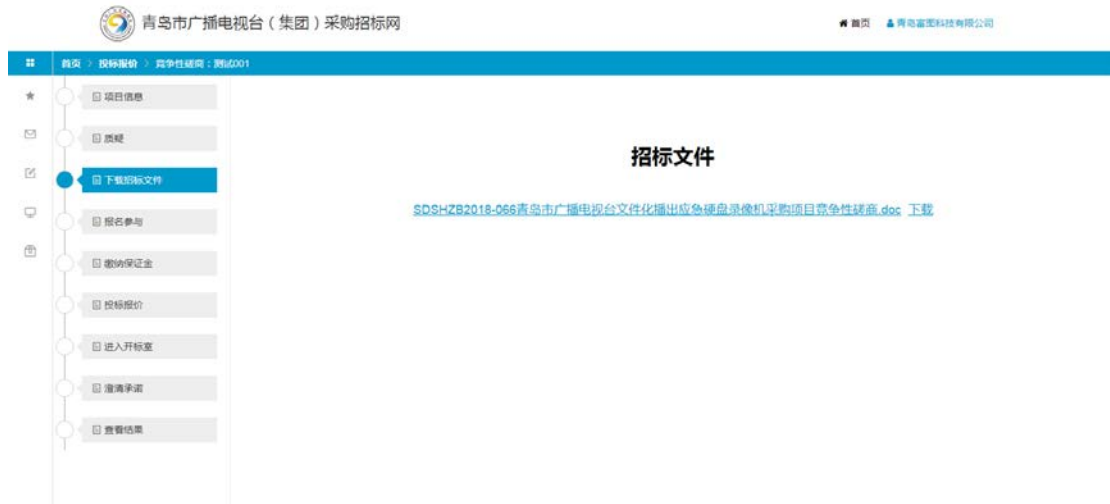 青岛市广播电视台（集团）采购招标网
首页 青岛富图科技有限公司
首页 > 投标报价 > 竞争性磋商：测试001
项目信息
质疑
下载招标文件
报名参与
缴纳保证金
投标报价
进入开标室
澄清承诺
查看结果
招标文件
SDSHZB2018-066青岛市广播电视台文件化播出应急硬盘录像机采购项目竞争性磋商.doc 下载